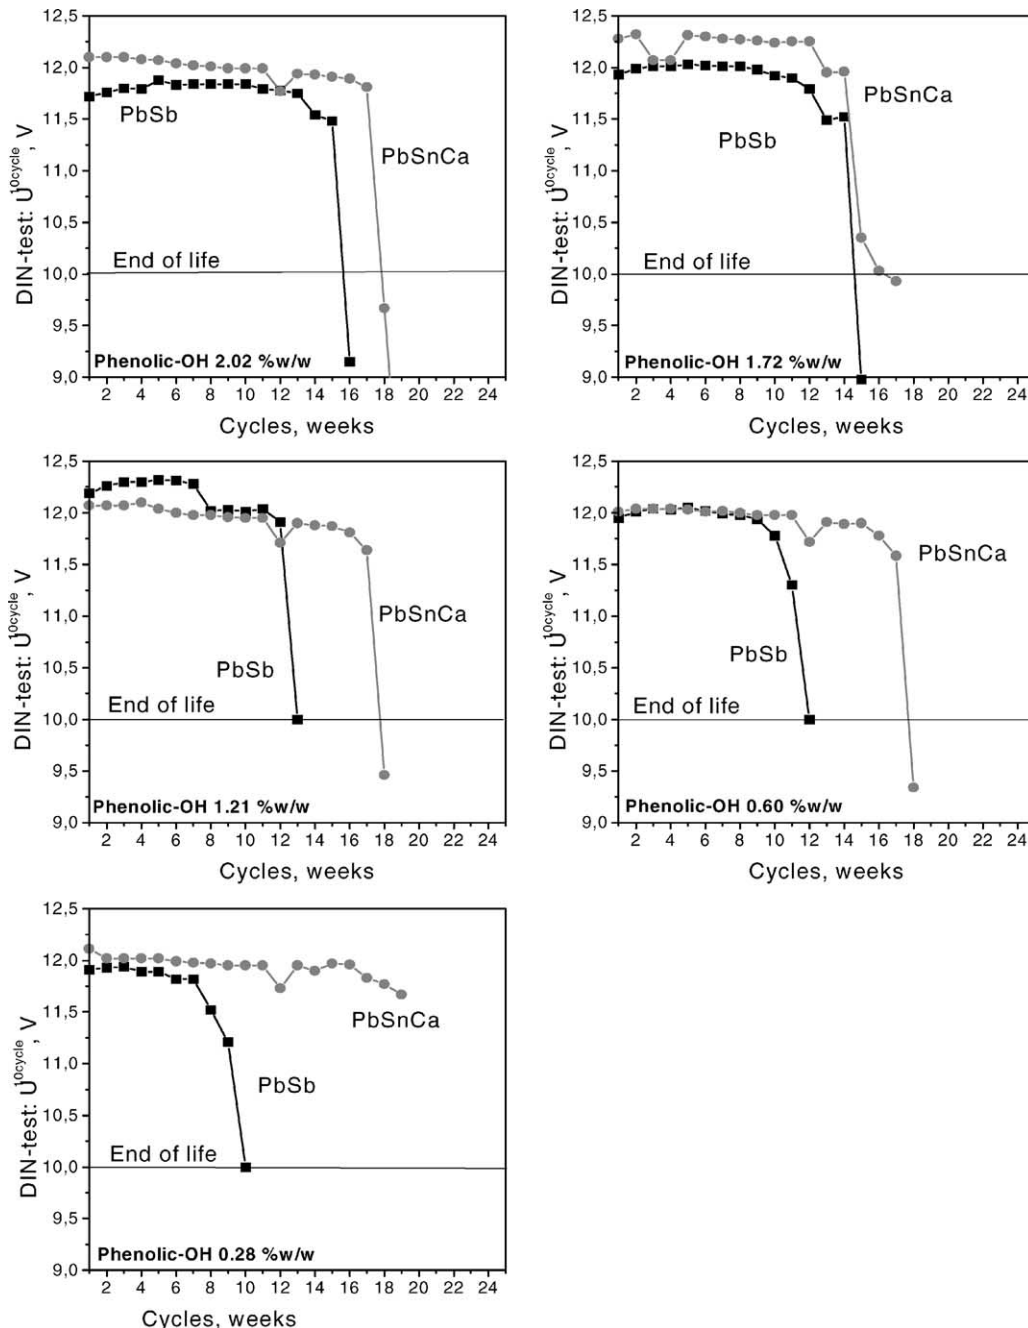 12,5
12,0
11,5
11,0
10,5
10,0
9,5
9,0
DIN-test: U10cycle, V
PbSb
PbSnCa
End of life
Phenolic-OH 2.02 %w/w
2 4 6 8 10 12 14 16 18 20 22 24
Cycles, weeks
12,5
12,0
11,5
11,0
10,5
10,0
9,5
9,0
DIN-test: U10cycle, V
PbSnCa
PbSb
End of life
Phenolic-OH 1.72 %w/w
2 4 6 8 10 12 14 16 18 20 22 24
Cycles, weeks
12,5
12,0
11,5
11,0
10,5
10,0
9,5
9,0
DIN-test: U10cycle, V
PbSnCa
PbSb
End of life
Phenolic-OH 1.21 %w/w
2 4 6 8 10 12 14 16 18 20 22 24
Cycles, weeks
12,5
12,0
11,5
11,0
10,5
10,0
9,5
9,0
DIN-test: U10cycle, V
PbSnCa
PbSb
End of life
Phenolic-OH 0.60 %w/w
2 4 6 8 10 12 14 16 18 20 22 24
Cycles, weeks
12,5
12,0
11,5
11,0
10,5
10,0
9,5
9,0
DIN-test: U10cycle, V
PbSnCa
PbSb
End of life
Phenolic-OH 0.28 %w/w
2 4 6 8 10 12 14 16 18 20 22 24
Cycles, weeks